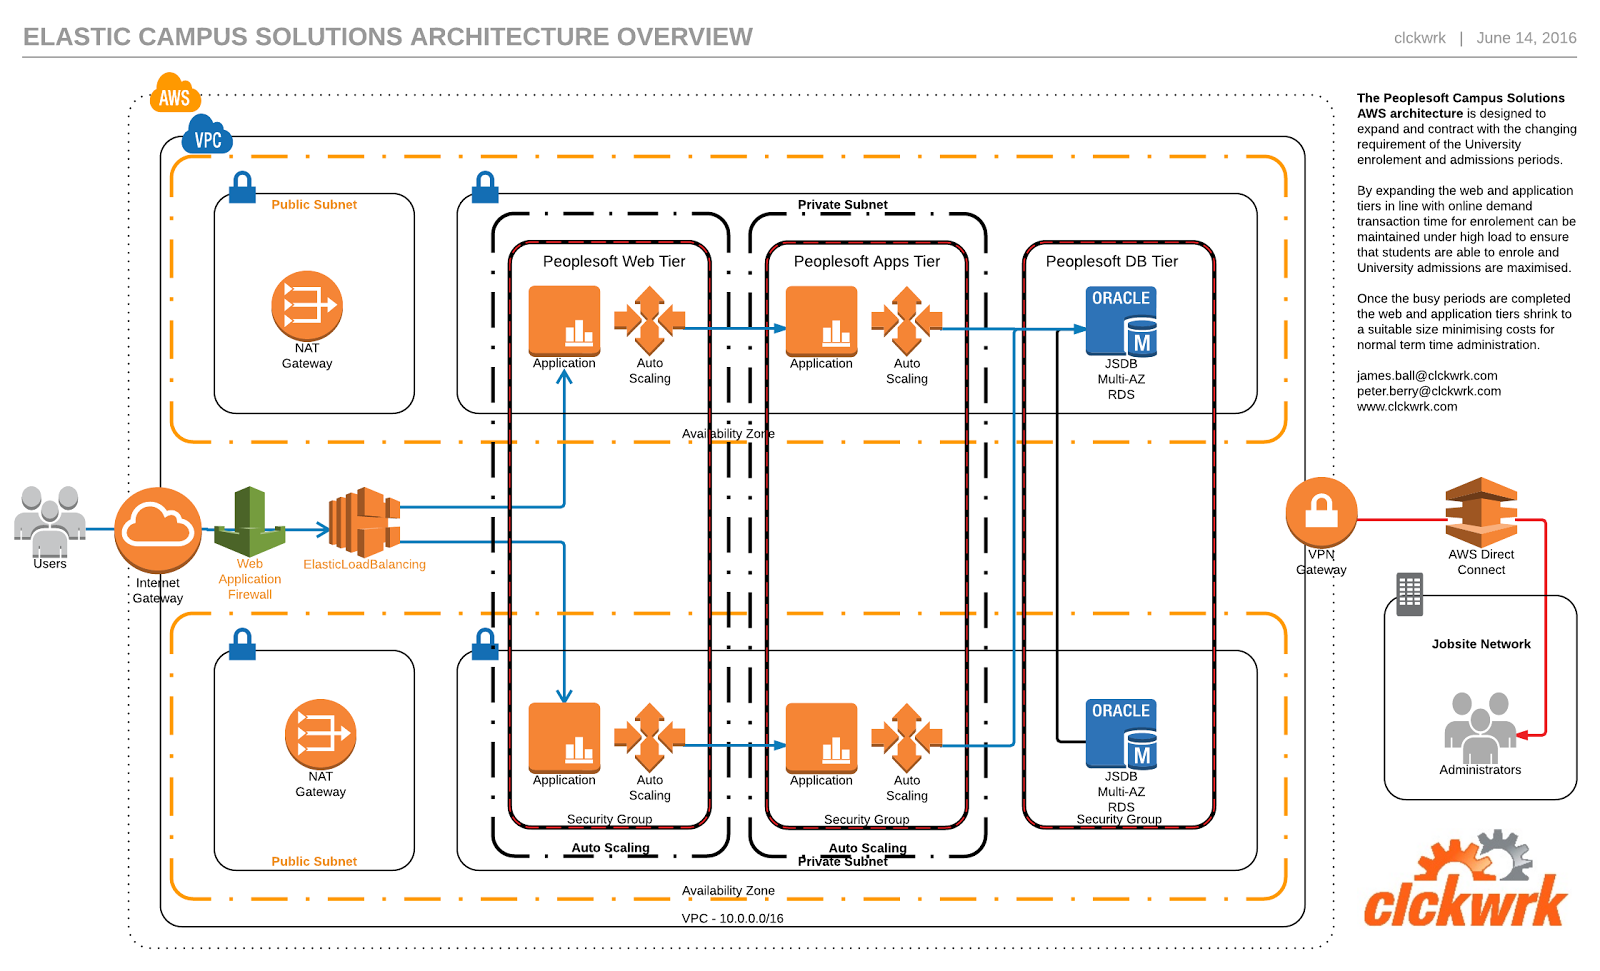 ELASTIC CAMPUS SOLUTIONS ARCHITECTURE OVERVIEW
clckwrk | June 14, 2016
AWS
VPC
The Peoplesoft Campus Solutions
AWS architecture is designed to
expand and contract with the changing
requirement of the University
enrolement and admissions periods.
By expanding the web and application
tiers in line with online demand
transaction time for enrolement can be
maintained under high load to ensure
that students are able to enrole and
University admissions are maximised.
Once the busy periods are completed
the web and application tiers shrink to
a suitable size minimising costs for
normal term time administration.
james.ball@clckwrk.com
peter.berry@clckwrk.com
www.clckwrk.com
Public Subnet
Private Subnet
Peoplesoft Web Tier
Peoplesoft Apps Tier
Peoplesoft DB Tier
ORACLE
M
NAT
Gateway
Application
Auto
Scaling
Application
Auto
Scaling
JSDB
Multi-AZ
RDS
Availability Zone
Users
Internet
Gateway
Web
Application
Firewall
ElasticLoadBalancing
VPN
Gateway
AWS Direct
Connect
Jobsite Network
Administrators
ORACLE
M
NAT
Gateway
Application
Auto
Scaling
Application
Auto
Scaling
JSDB
Multi-AZ
RDS
Security Group
Security Group
Security Group
Auto Scaling
Auto Scaling
Public Subnet
Private Subnet
Availability Zone
VPC - 10.0.0.0/16
clckwrk